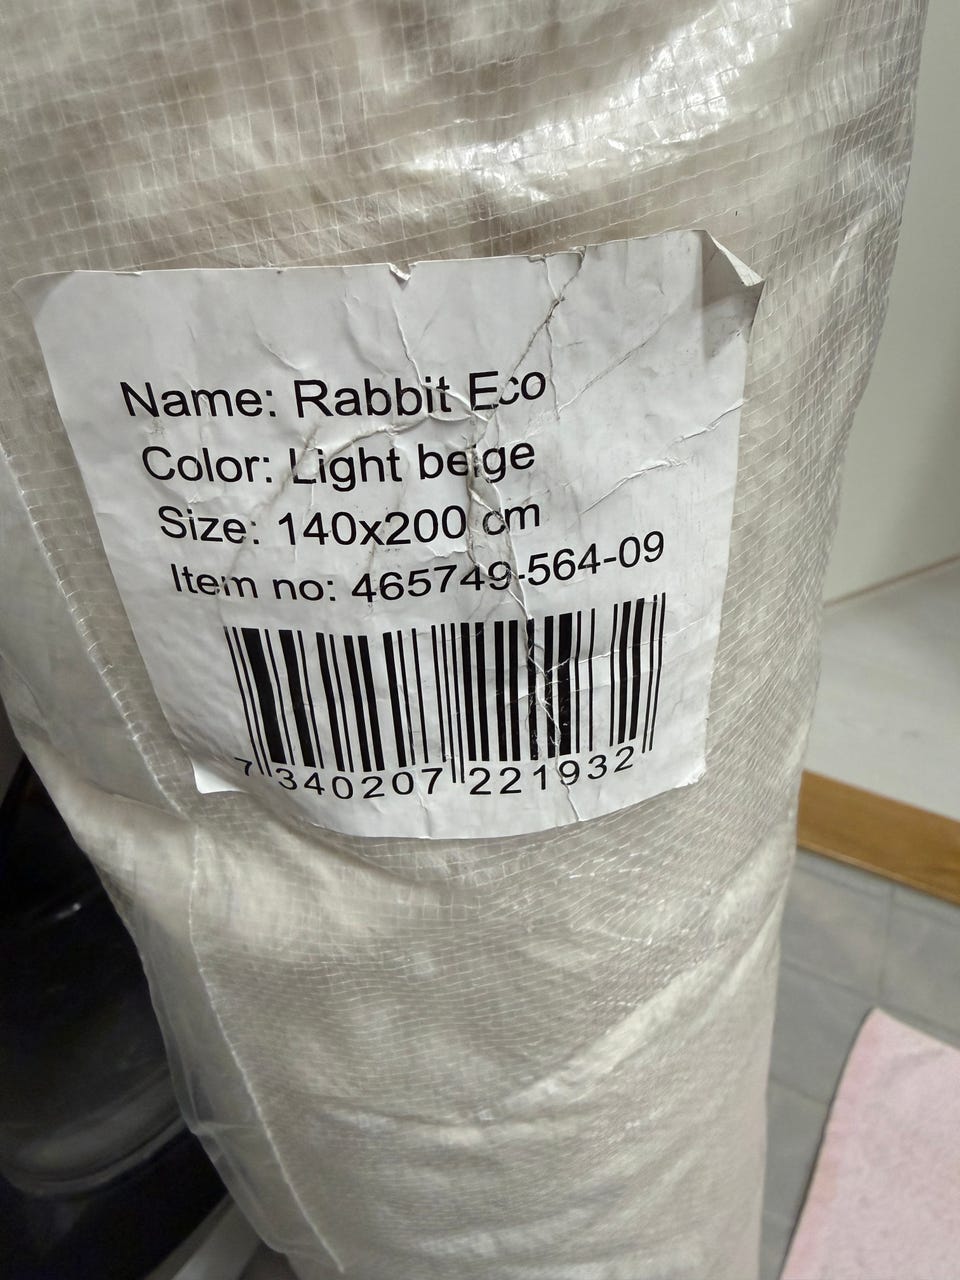 Name: Rabbit Eco
Color: Light beige
Size: 140x200 cm
Item no: 465749-564-09
7 340207 221932